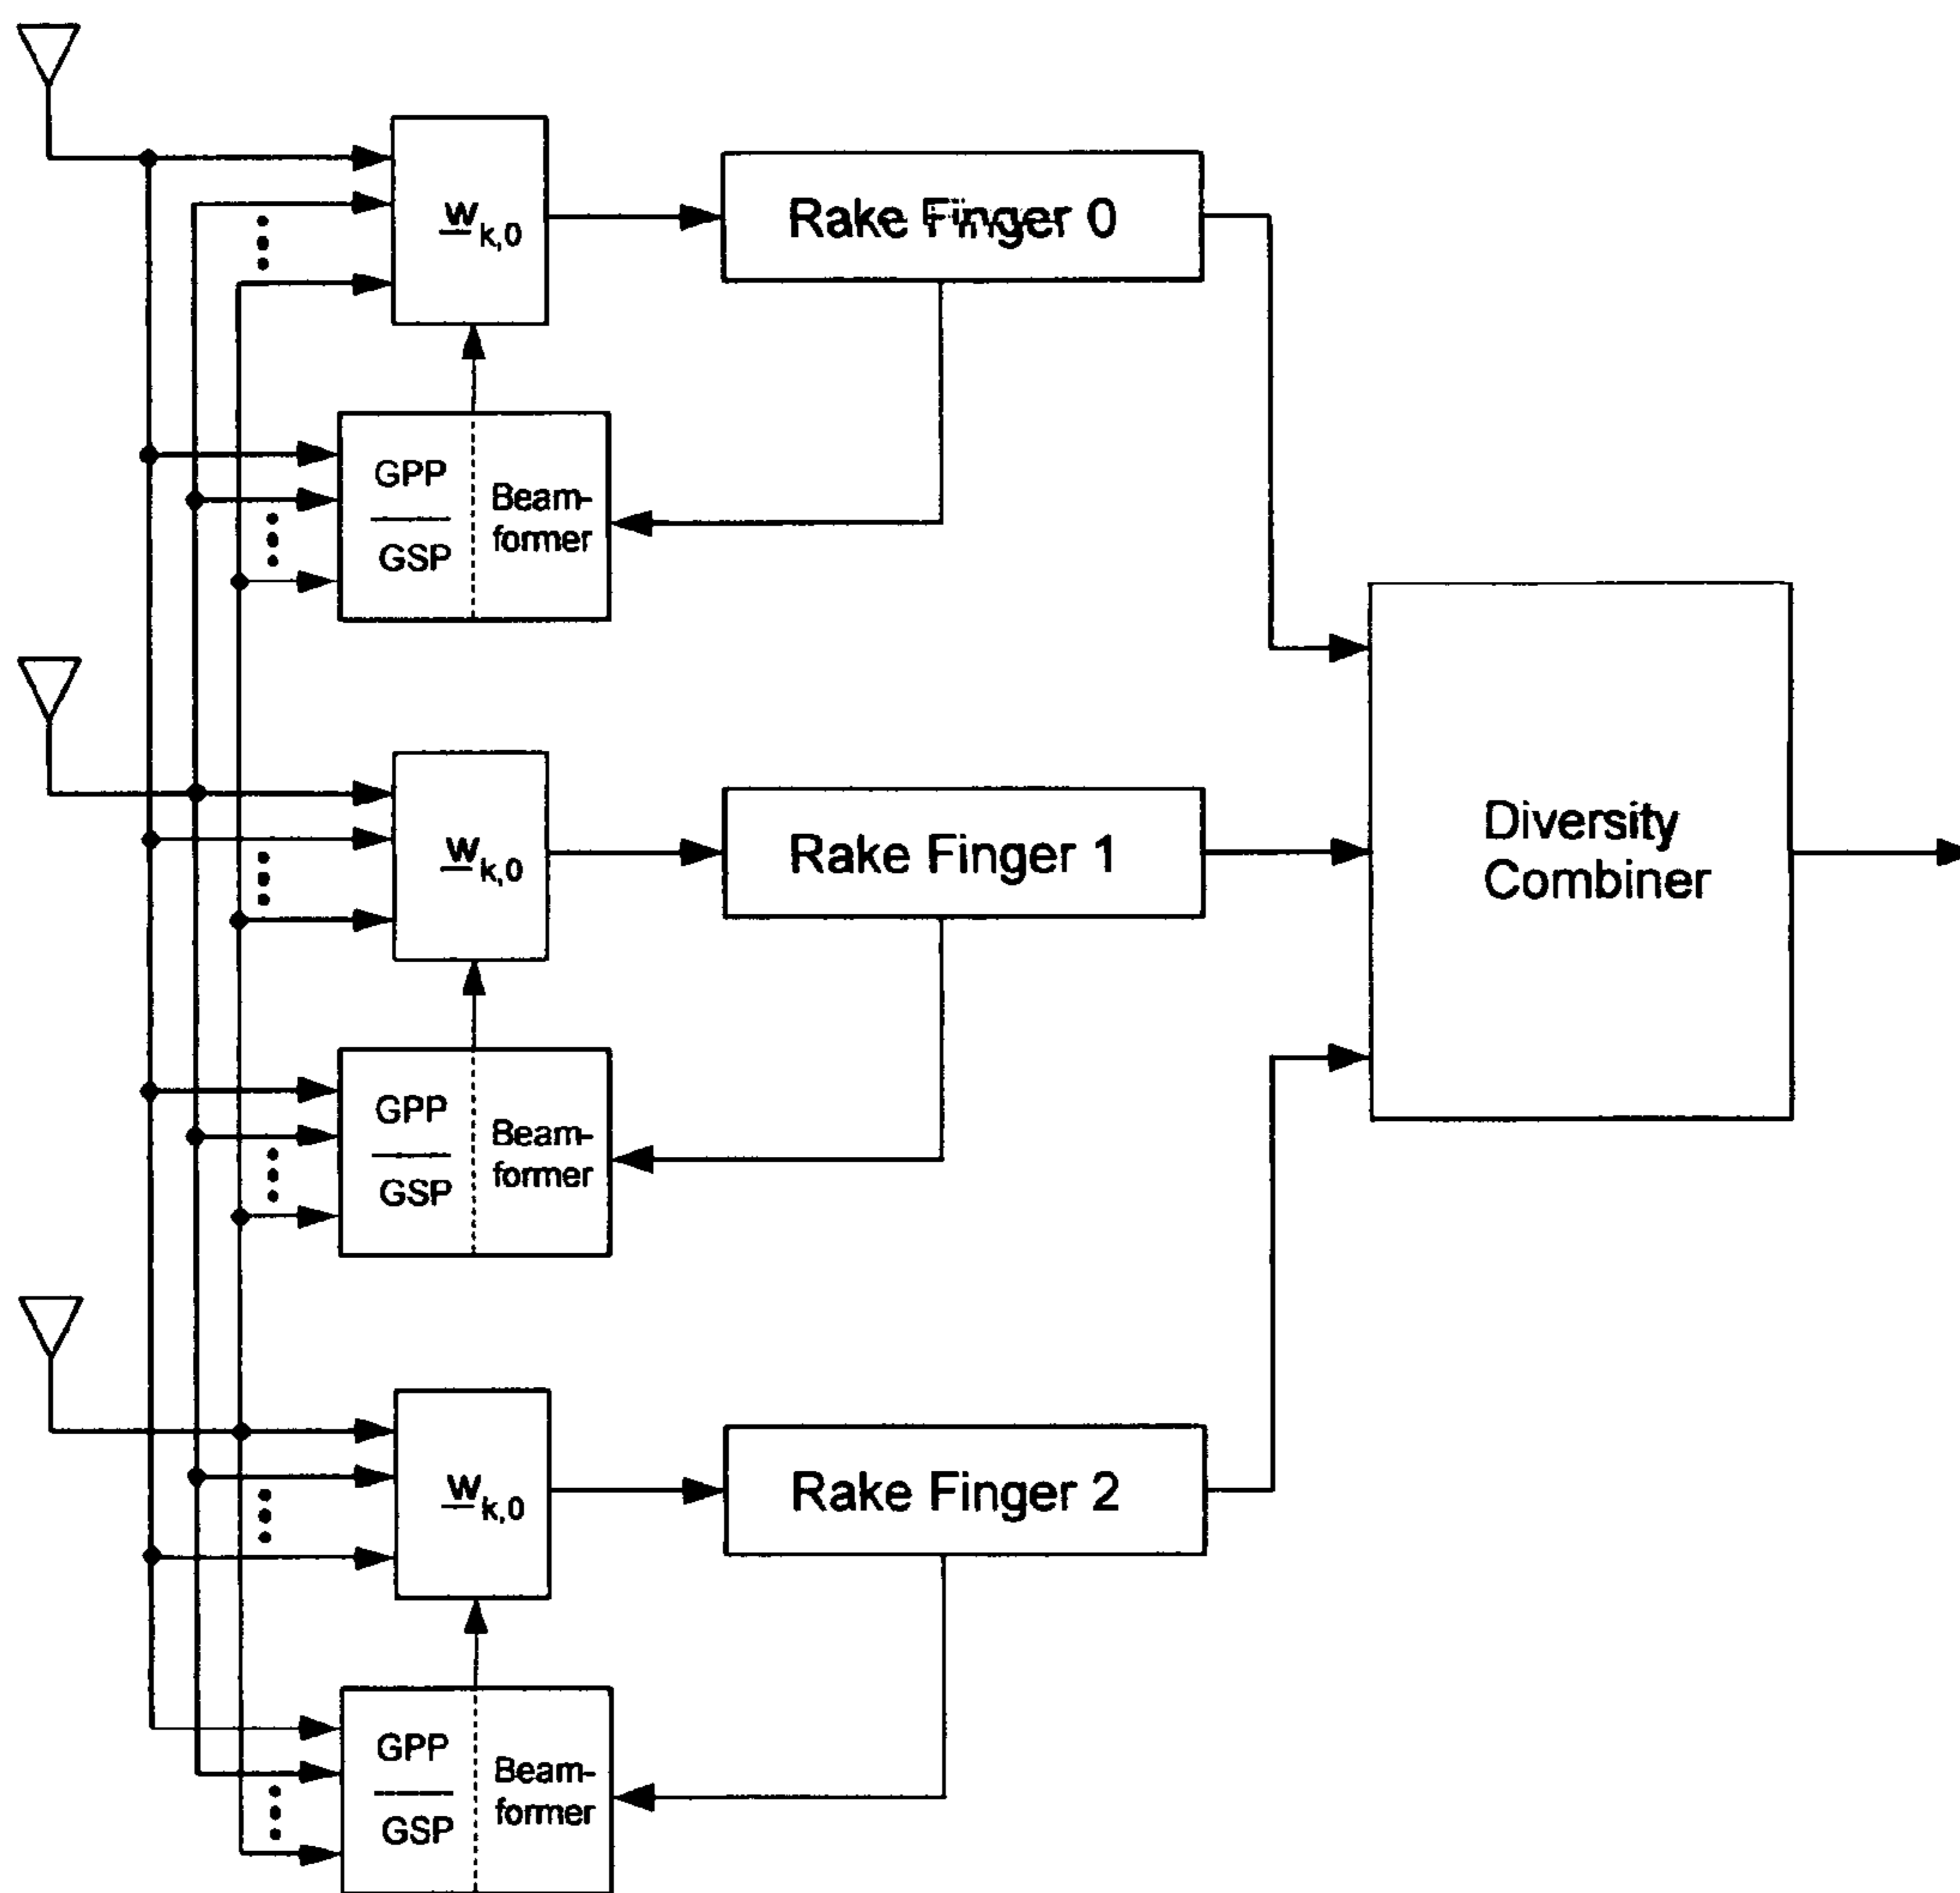 w k,0
Rake Finger 0
GPP
GSP
Beam-
former
w k,0
Rake Finger 1
Diversity
Combiner
GPP
GSP
Beam-
former
w k,0
Rake Finger 2
GPP
GSP
Beam-
former